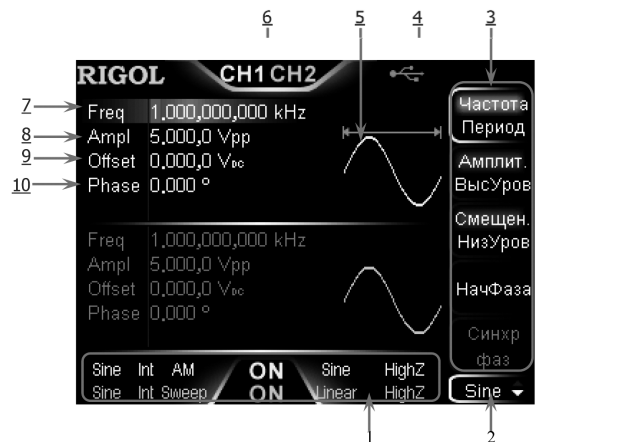 6 5 4 3
RIGOL CH1 CH2
7 Freq 1.000,000,000 kHz
8 Ampl 5.000,0 Vpp
9 Offset 0.000,0 VDC
10 Phase 0.000 °
Freq 1.000,000,000 kHz
Ampl 5.000,0 Vpp
Offset 0.000,0 VDC
Phase 0.000 °
Частота
Период
Амплит.
ВысУров
Смещен.
НизУров
НачФаза
Синхр
фаз
Sine Int AM ON Sine HighZ
Sine Int Sweep ON Linear HighZ
Sine
1 2